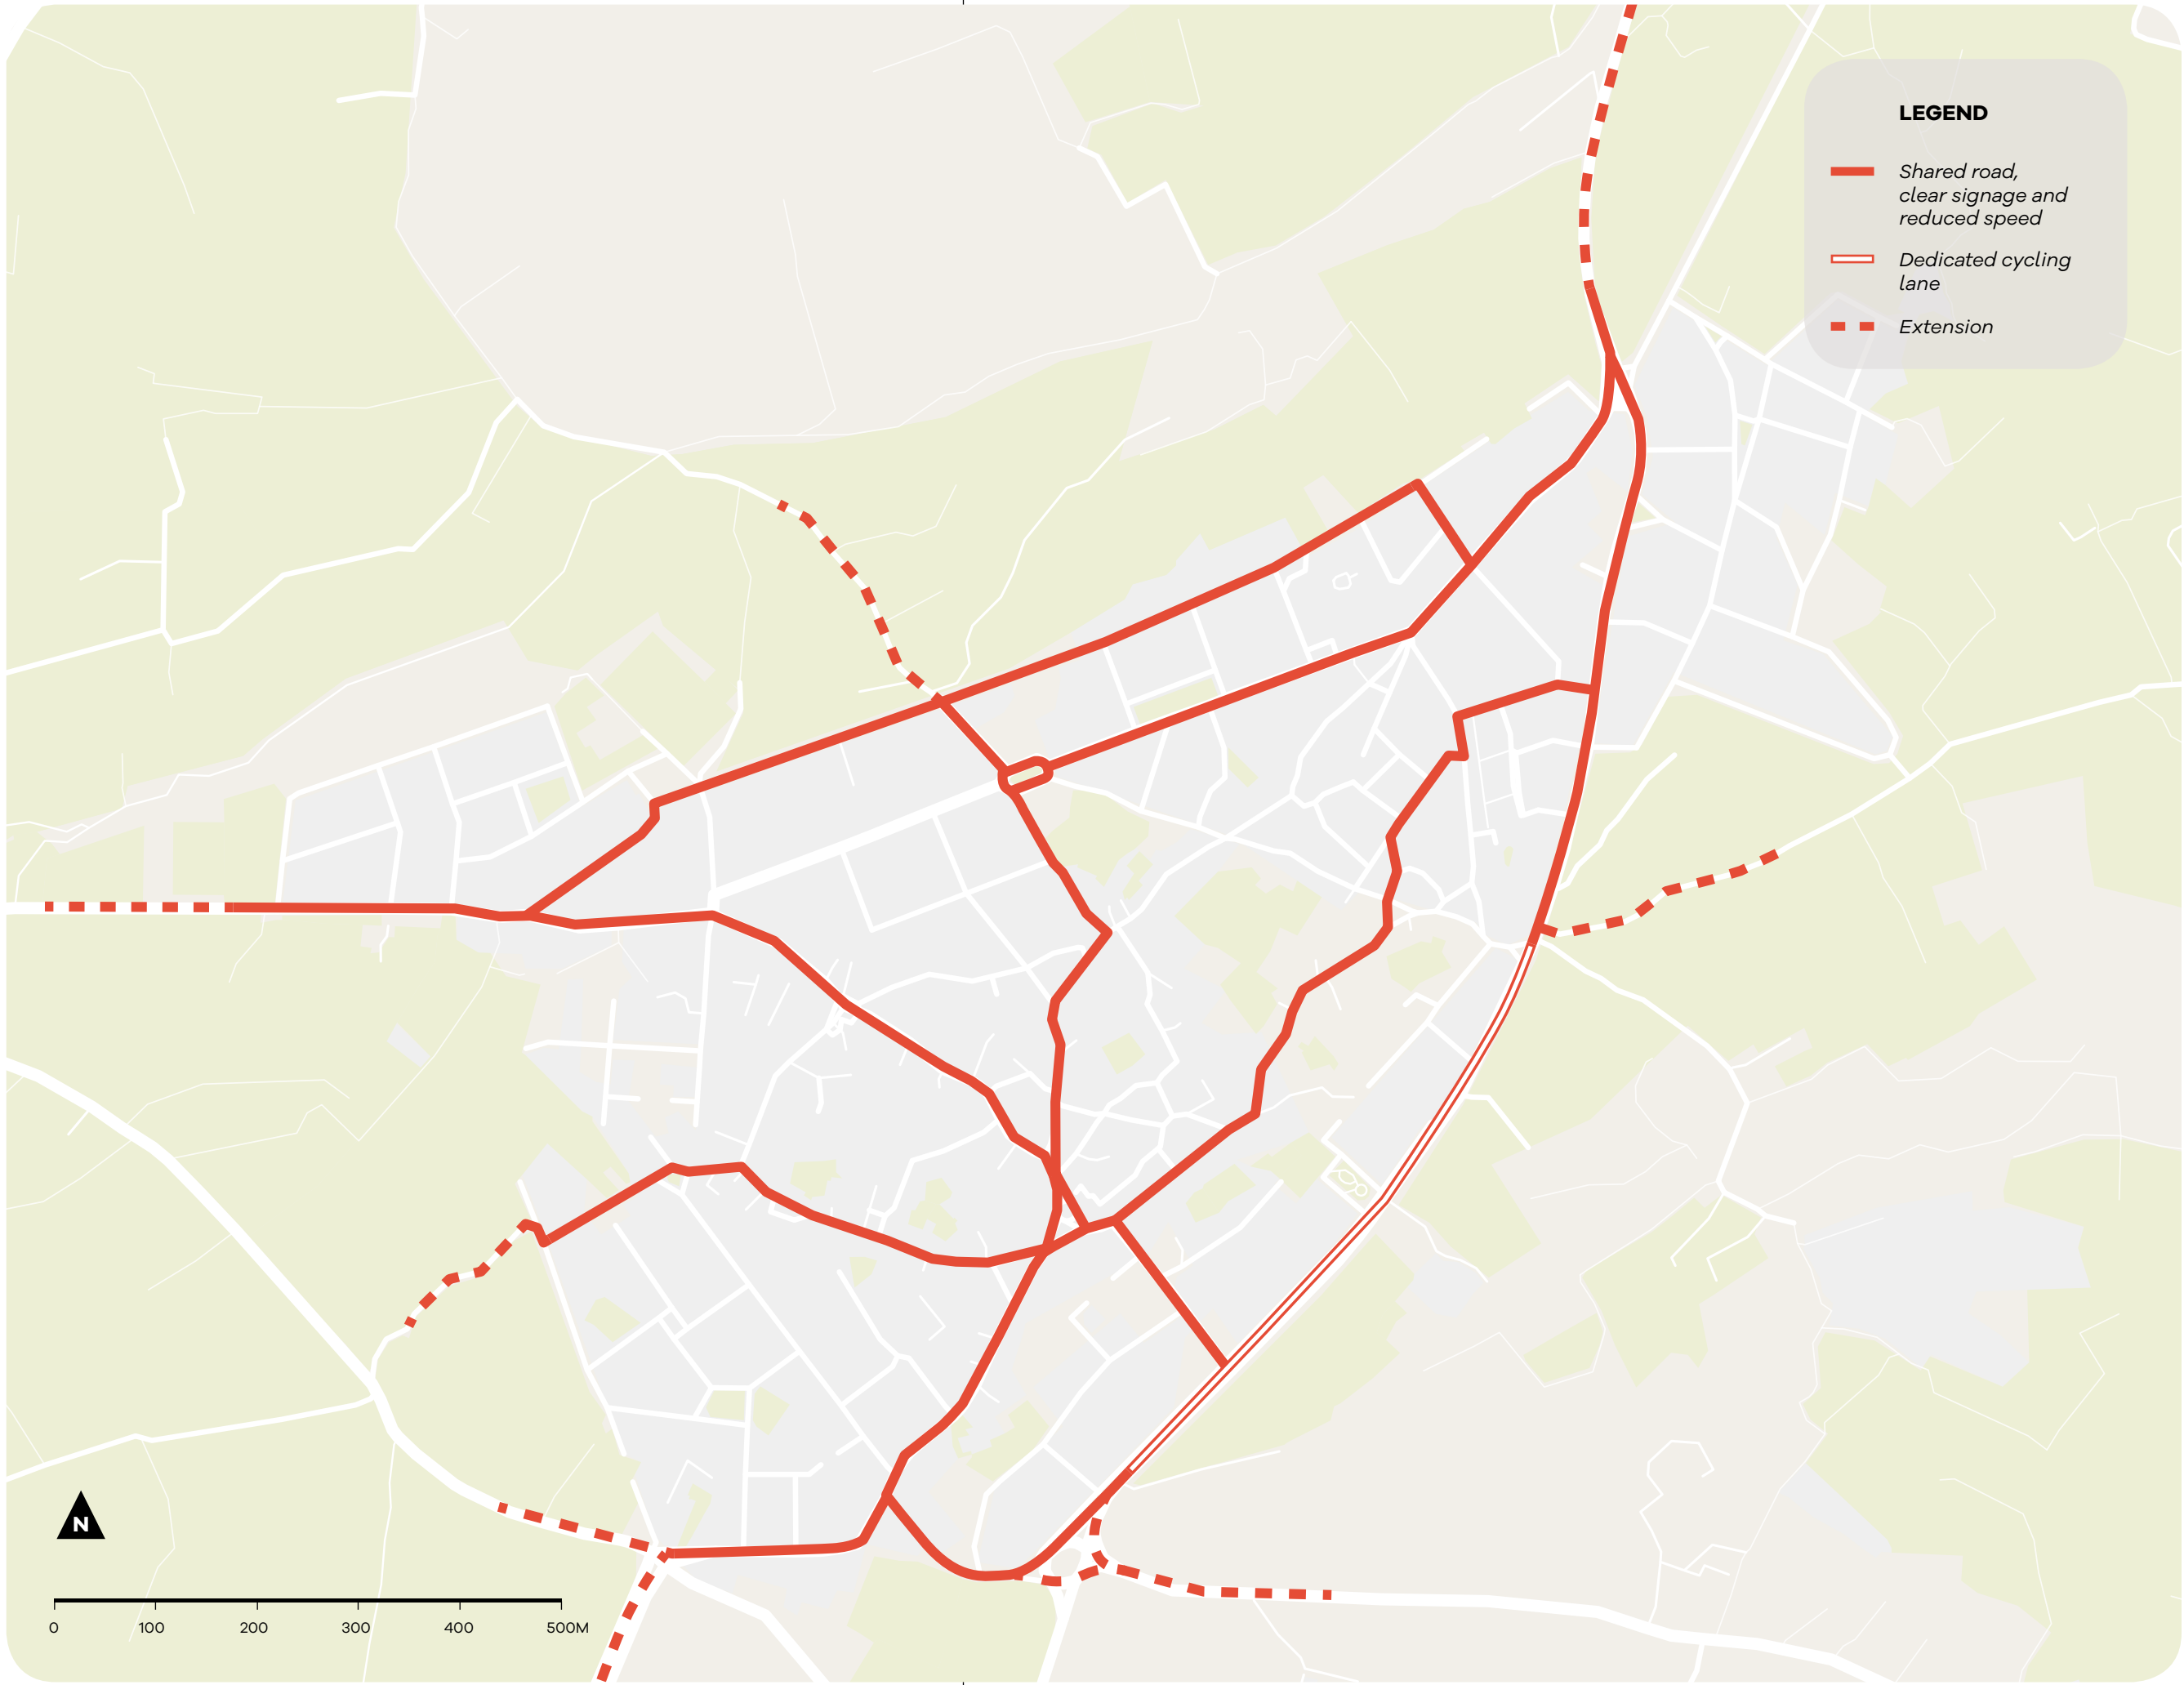 LEGEND
Shared road,
clear signage and
reduced speed
Dedicated cycling
lane
Extension
N
0 100 200 300 400 500M